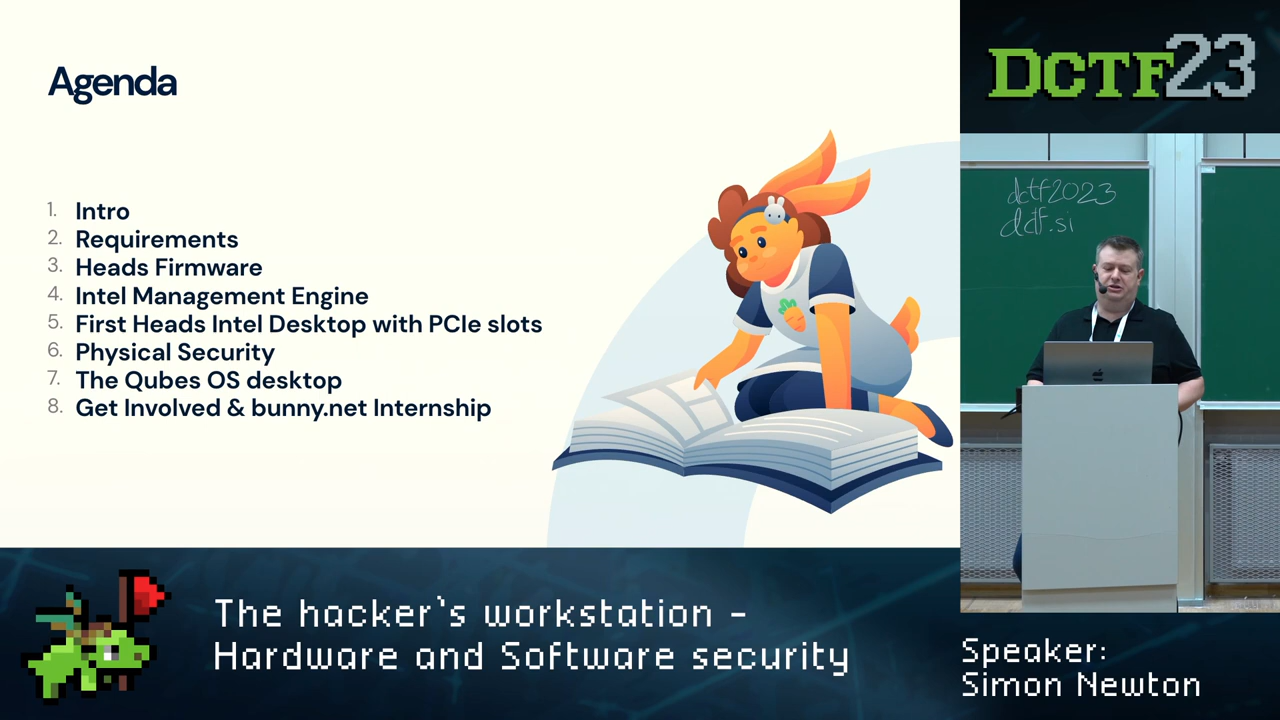 Agenda
1. Intro
2. Requirements
3. Heads Firmware
4. Intel Management Engine
5. First Heads Intel Desktop with PCIe slots
6. Physical Security
7. The Qubes OS desktop
8. Get Involved & bunny.net Internship
DCTF23
dctf2023
dctf.si
The hacker`s workstation -
Hardware and Software security
Speaker:
Simon Newton